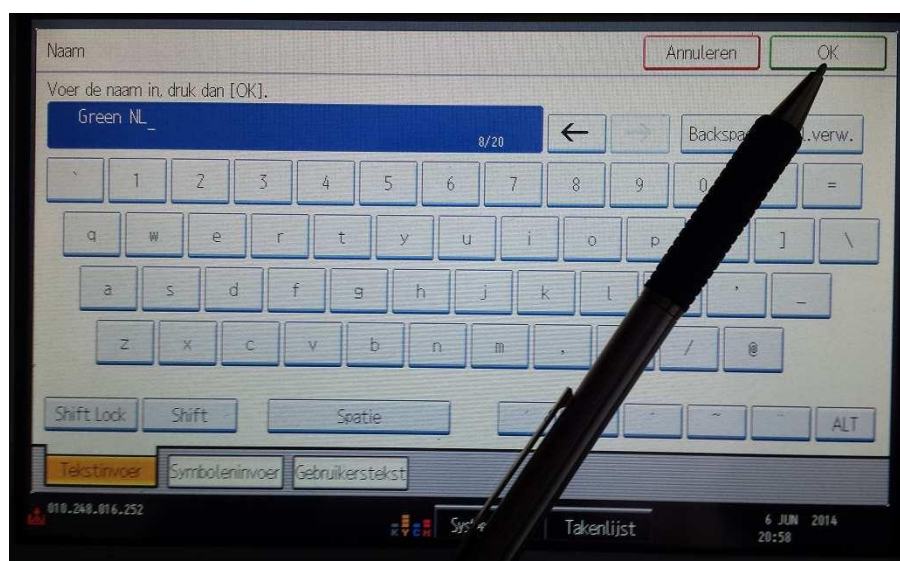 Naam
Annuleren
OK
Voer de naam in, druk dan [OK].
Green NL_
8/20
←
→
` 1 2 3 4 5 6 7 8 9 0 =
q w e r t y u i o p ] \
a s d f g h j k l ' _
z x c v b n m , / @
Shift Lock Shift Spatie ` ´ ~ ¨ ALT
Tekstinvoer Symboleninvoer Gebruikerstekst
010.248.016.252
K Y C M
Takenlijst
6 JUN 2014
20:58